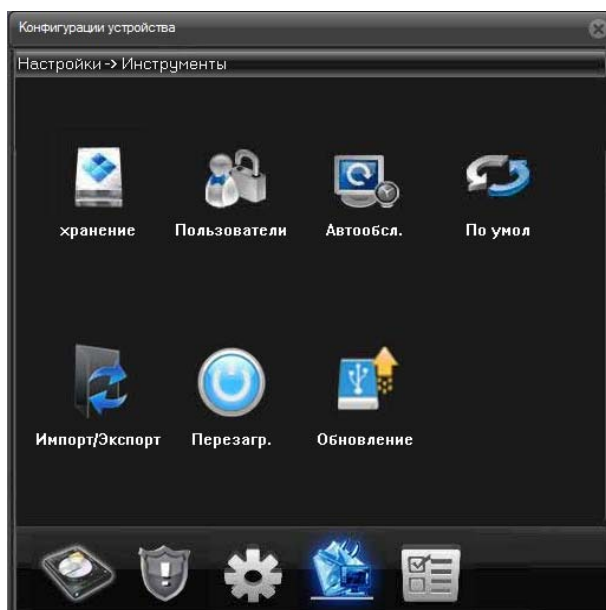 Конфигурации устройства
Настройки -> Инструменты
хранение
Пользователи
Автообсл.
По умол
Импорт/Экспорт
Перезагр.
Обновление